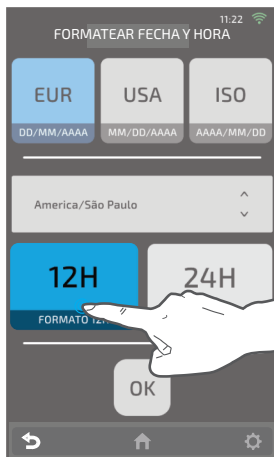 11:22
FORMATEAR FECHA Y HORA
EUR USA ISO
DD/MM/AAAA MM/DD/AAAA AAAA/MM/DD
America/São Paulo
12H 24H
FORMATO
OK